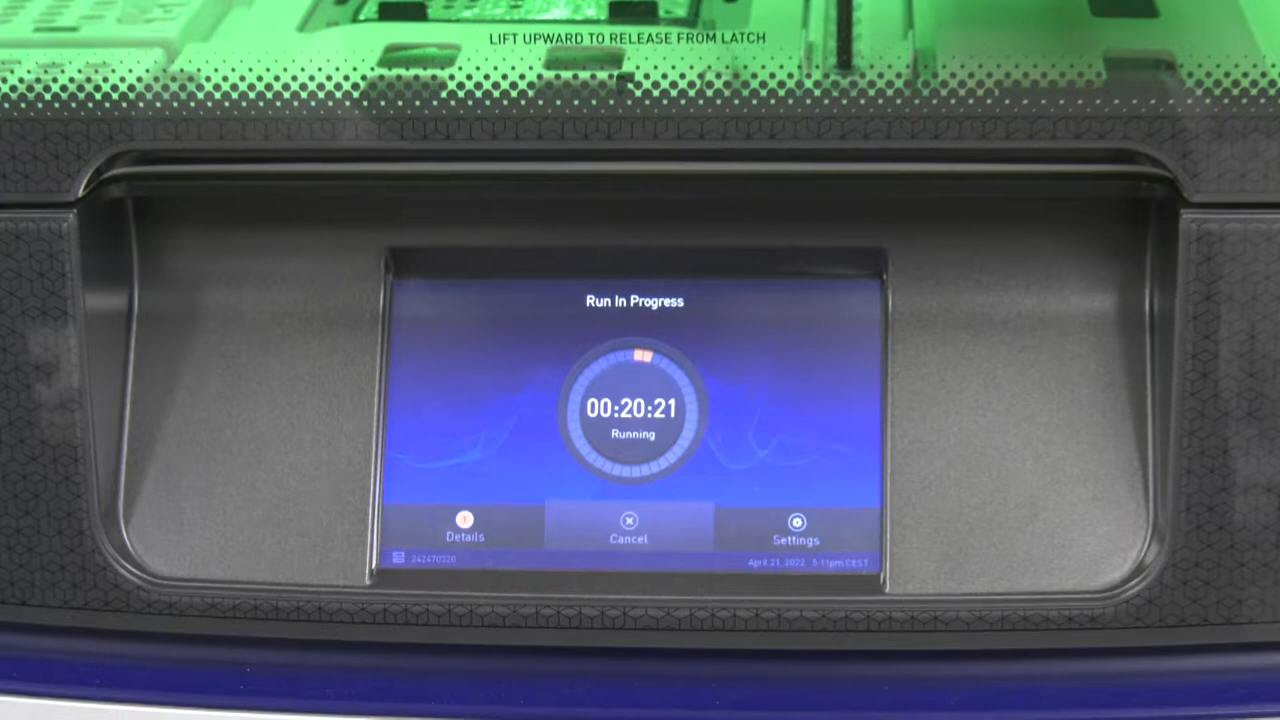 LIFT UPWARD TO RELEASE FROM LATCH
Run In Progress
00:20:21
Running
1
Details
Cancel
Settings
242470320
April 21, 2022 5:11pm CEST